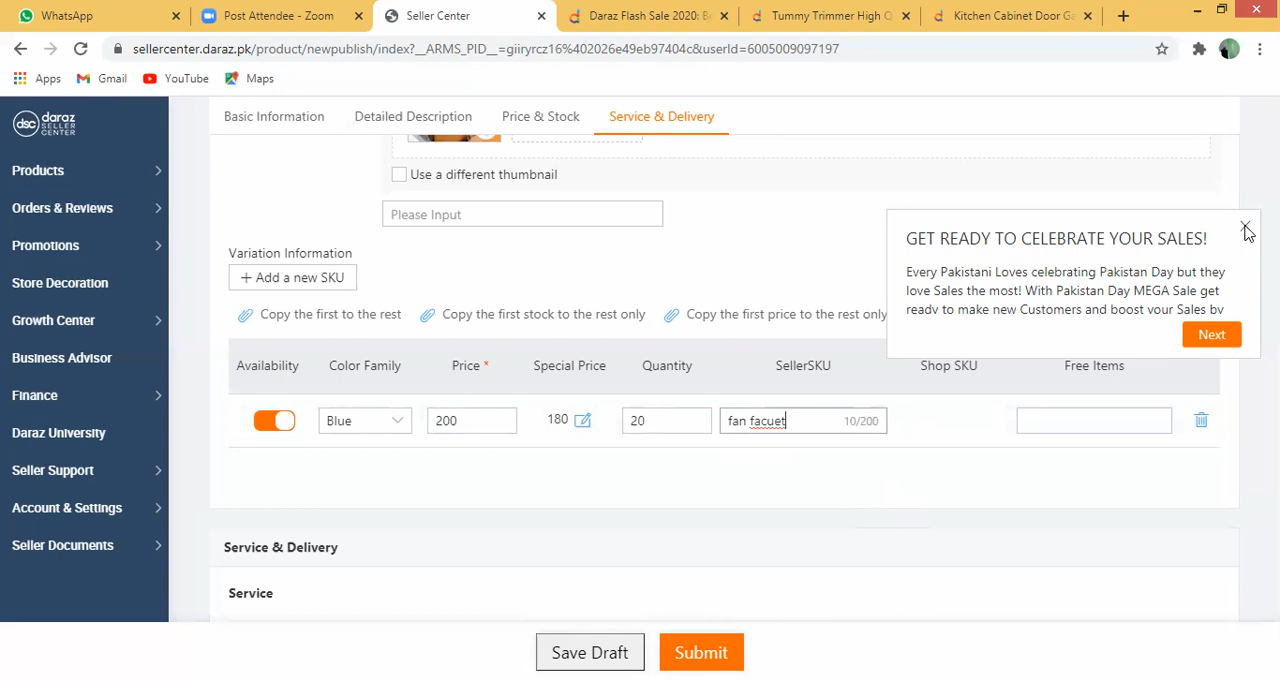 WhatsApp
Post Attendee - Zoom
Seller Center
Daraz Flash Sale 2020: B
Tummy Trimmer High Q
Kitchen Cabinet Door Ga
sellercenter.daraz.pk/product/newpublish/index?__ARMS_PID__=giiryrcz16%402026e49eb97404c&userId=6005009097197
Apps
Gmail
YouTube
Maps
dsc daraz SELLER CENTER
Products
Orders & Reviews
Promotions
Store Decoration
Growth Center
Business Advisor
Finance
Daraz University
Seller Support
Account & Settings
Seller Documents
Basic Information
Detailed Description
Price & Stock
Service & Delivery
Use a different thumbnail
Please Input
Variation Information
+ Add a new SKU
Copy the first to the rest
Copy the first stock to the rest only
Copy the first price to the rest only
GET READY TO CELEBRATE YOUR SALES!
Every Pakistani Loves celebrating Pakistan Day but they
love Sales the most! With Pakistan Day MEGA Sale get
ready to make new Customers and boost your Sales by
Next
Availability
Color Family
Price *
Special Price
Quantity
SellerSKU
Shop SKU
Free Items
Blue
200
180
20
fan facuet
10/200
Service & Delivery
Service
Save Draft
Submit